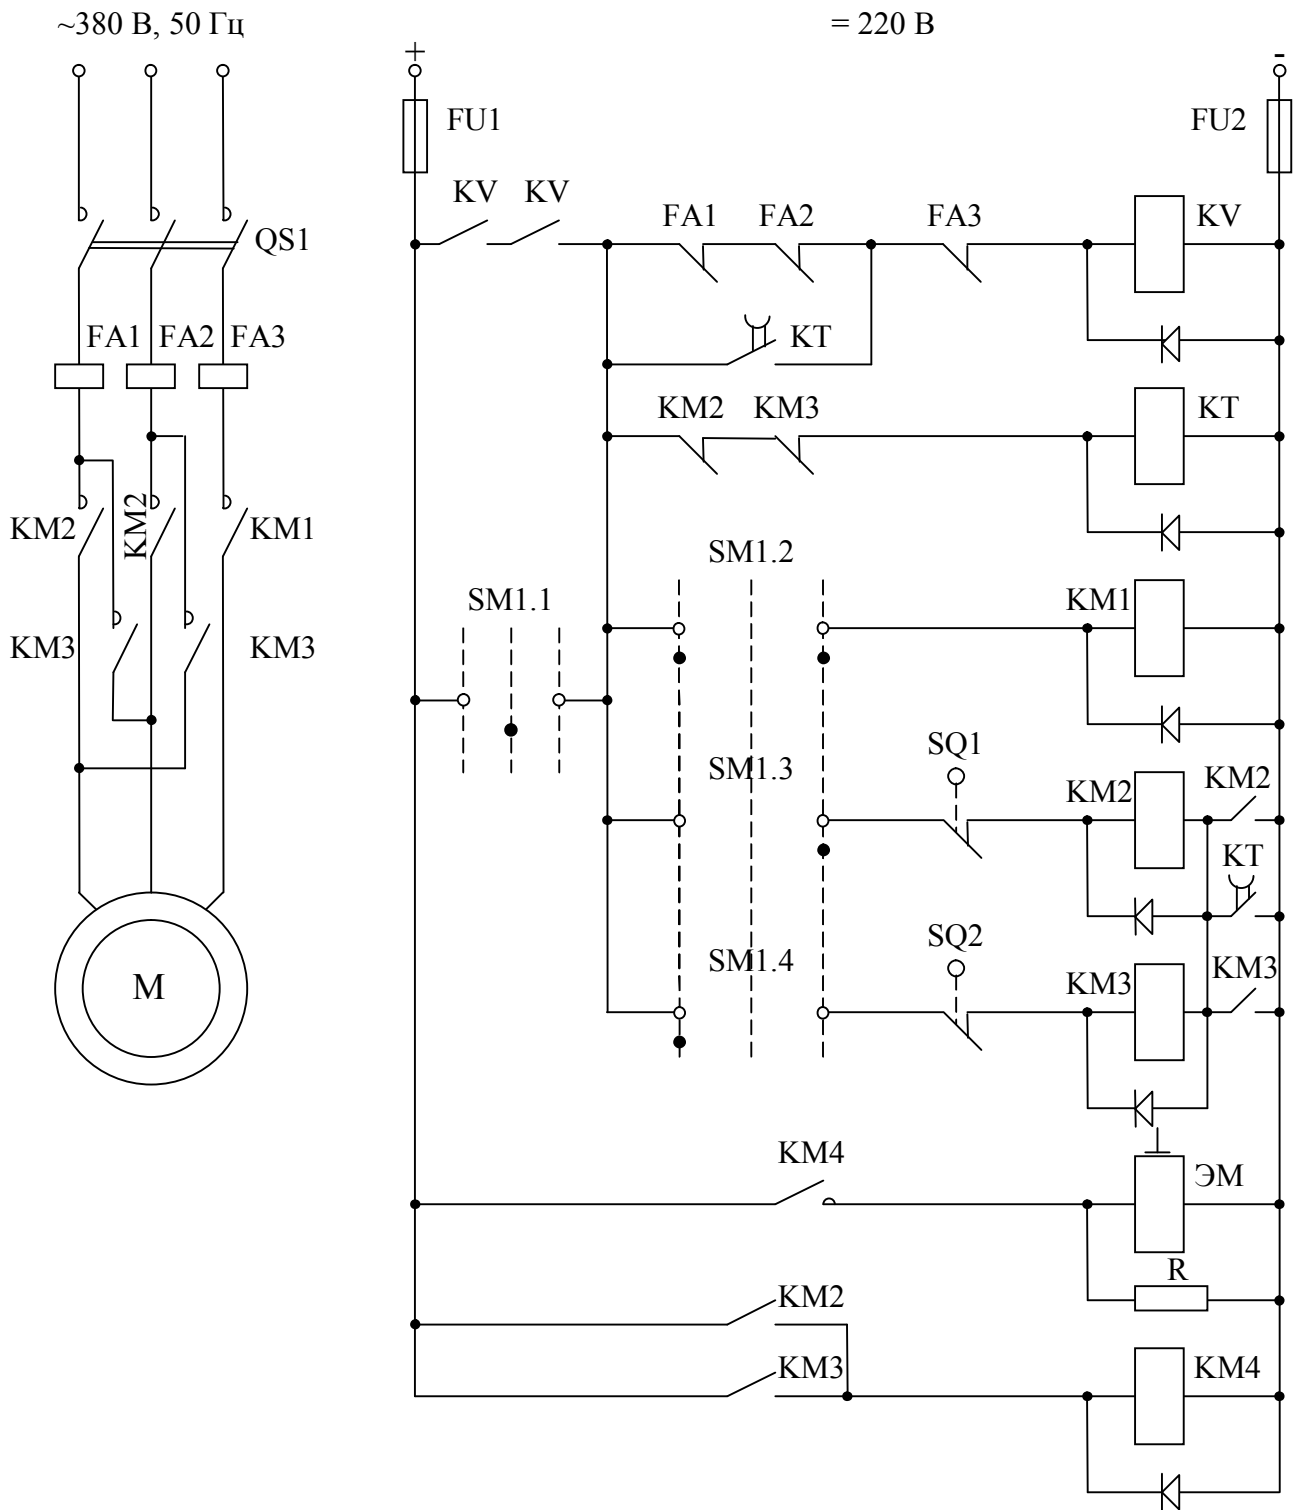 ~380 В, 50 Гц
= 220 В
+
-
FU1
FU2
KV
KV
FA1
FA2
FA3
KV
QS1
FA1
FA2
FA3
KT
KM2
KM3
KT
KM2
KM2
KM1
SM1.2
SM1.1
KM1
KM3
KM3
SM1.3
SQ1
KM2
KM2
KT
SM1.4
SQ2
KM3
KM3
M
KM4
ЭМ
R
KM2
KM3
KM4